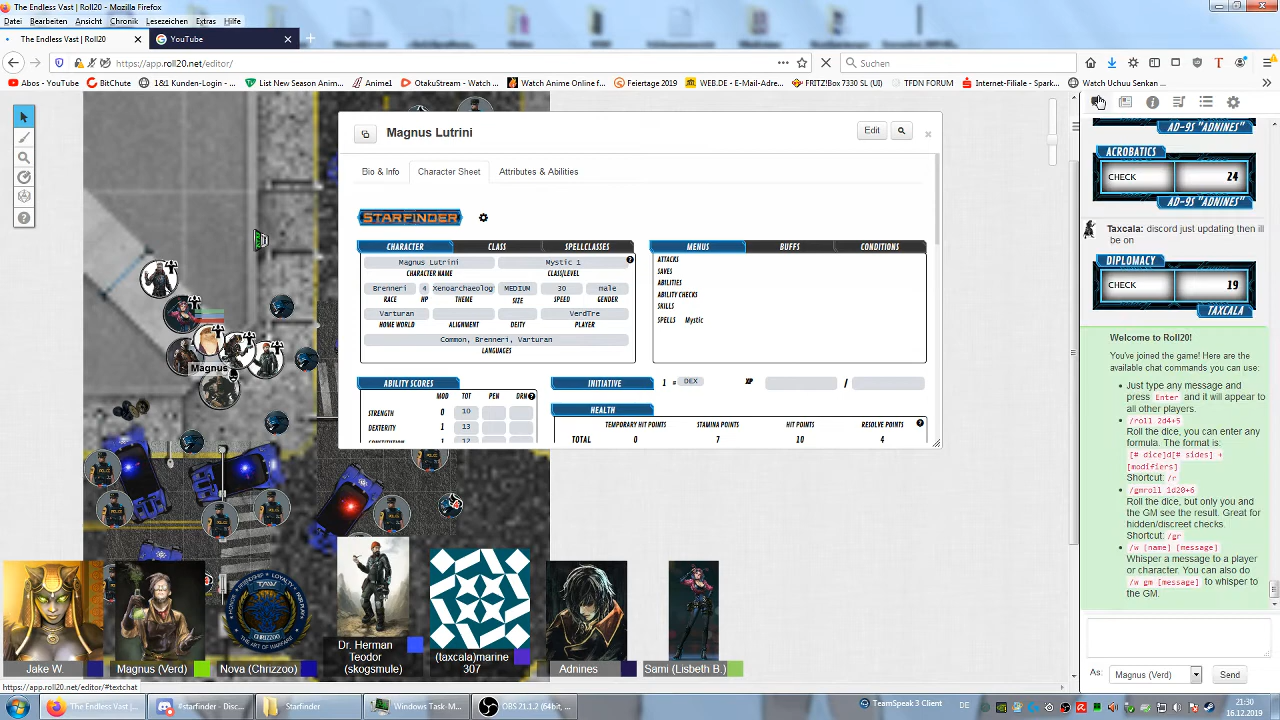 The Endless Vast | Roll20 - Mozilla Firefox
Datei Bearbeiten Ansicht Chronik Lesezeichen Extras Hilfe
The Endless Vast | Roll20
YouTube
https://app.roll20.net/editor/
Suchen
Abos - YouTube
BitChute
1&1 Kunden-Login - ...
List New Season Anim...
Anime1
OtakuStream - Watch ...
Watch Anime Online f...
Feiertage 2019
WEB.DE - E-Mail-Adre...
FRITZ!Box 7330 SL (UI)
TFDN FORUM
Internet-Filiale - Spark...
Watch Uchuu Senkan ...
Magnus Lutrini
Edit
Bio & Info
Character Sheet
Attributes & Abilities
STARFINDER
CHARACTER CLASS SPELLCLASSES
MENUS BUFFS CONDITIONS
Magnus Lutrini Mystic 1
CHARACTER NAME CLASS/LEVEL
Brenneri 4 Xenoarchaeolog MEDIUM 30 male
RACE HP THEME SIZE SPEED GENDER
Varturan VerdTre
HOME WORLD ALIGNMENT DEITY PLAYER
Common, Brenneri, Varturan
LANGUAGES
ATTACKS
SAVES
ABILITIES
ABILITY CHECKS
SKILLS
SPELLS Mystic
ABILITY SCORES
MOD TOT PEN DRN
STRENGTH 0 10
DEXTERITY 1 13
CONSTITUTION 1 12
INITIATIVE 1 = DEX XP /
HEALTH
TEMPORARY HIT POINTS STAMINA POINTS HIT POINTS RESOLVE POINTS
TOTAL 0 7 10 4
Magnus
AD-9S "ADNINES"
ACROBATICS
CHECK 24
AD-9S "ADNINES"
Taxcala: discord just updating then ill
be on
DIPLOMACY
CHECK 19
TAXCALA
Welcome to Roll20!
You've joined the game! Here are the
available chat commands you can
use:
Just type any message and
press Enter and it will appear
to all other players.
/roll 2d4+5
Roll the dice, you can enter any
formula. The format is:
[# dice]d[# sides] +
[modifiers]
Shortcut: /r
/gmroll 1d20+6
Roll the dice, but only you and
the GM see the result. Great for
hidden/discreet checks.
Shortcut: /gr
/w [name] [message]
Whisper a message to a player
or character. You can also do
/w gm [message] to whisper to
the GM.
As: Magnus (Verd) Send
FRIENDSHIP LOYALTY FAIR PLAY
HONOR
TAW
CHRIZZOO
THE ART OF WARFARE
Jake W.
Magnus (Verd)
Nova (Chrizzoo)
Dr. Herman
Teodor
(skogsmule)
(taxcala)marine
307
Adnines
Sami (Lisbeth B.)
https://app.roll20.net/editor/#textchat
The Endless Vast | ...
#starfinder - Disc...
Starfinder
Windows Task-M...
OBS 21.1.2 (64bit, ...
TeamSpeak 3 Client
DE
21:30
16.12.2019